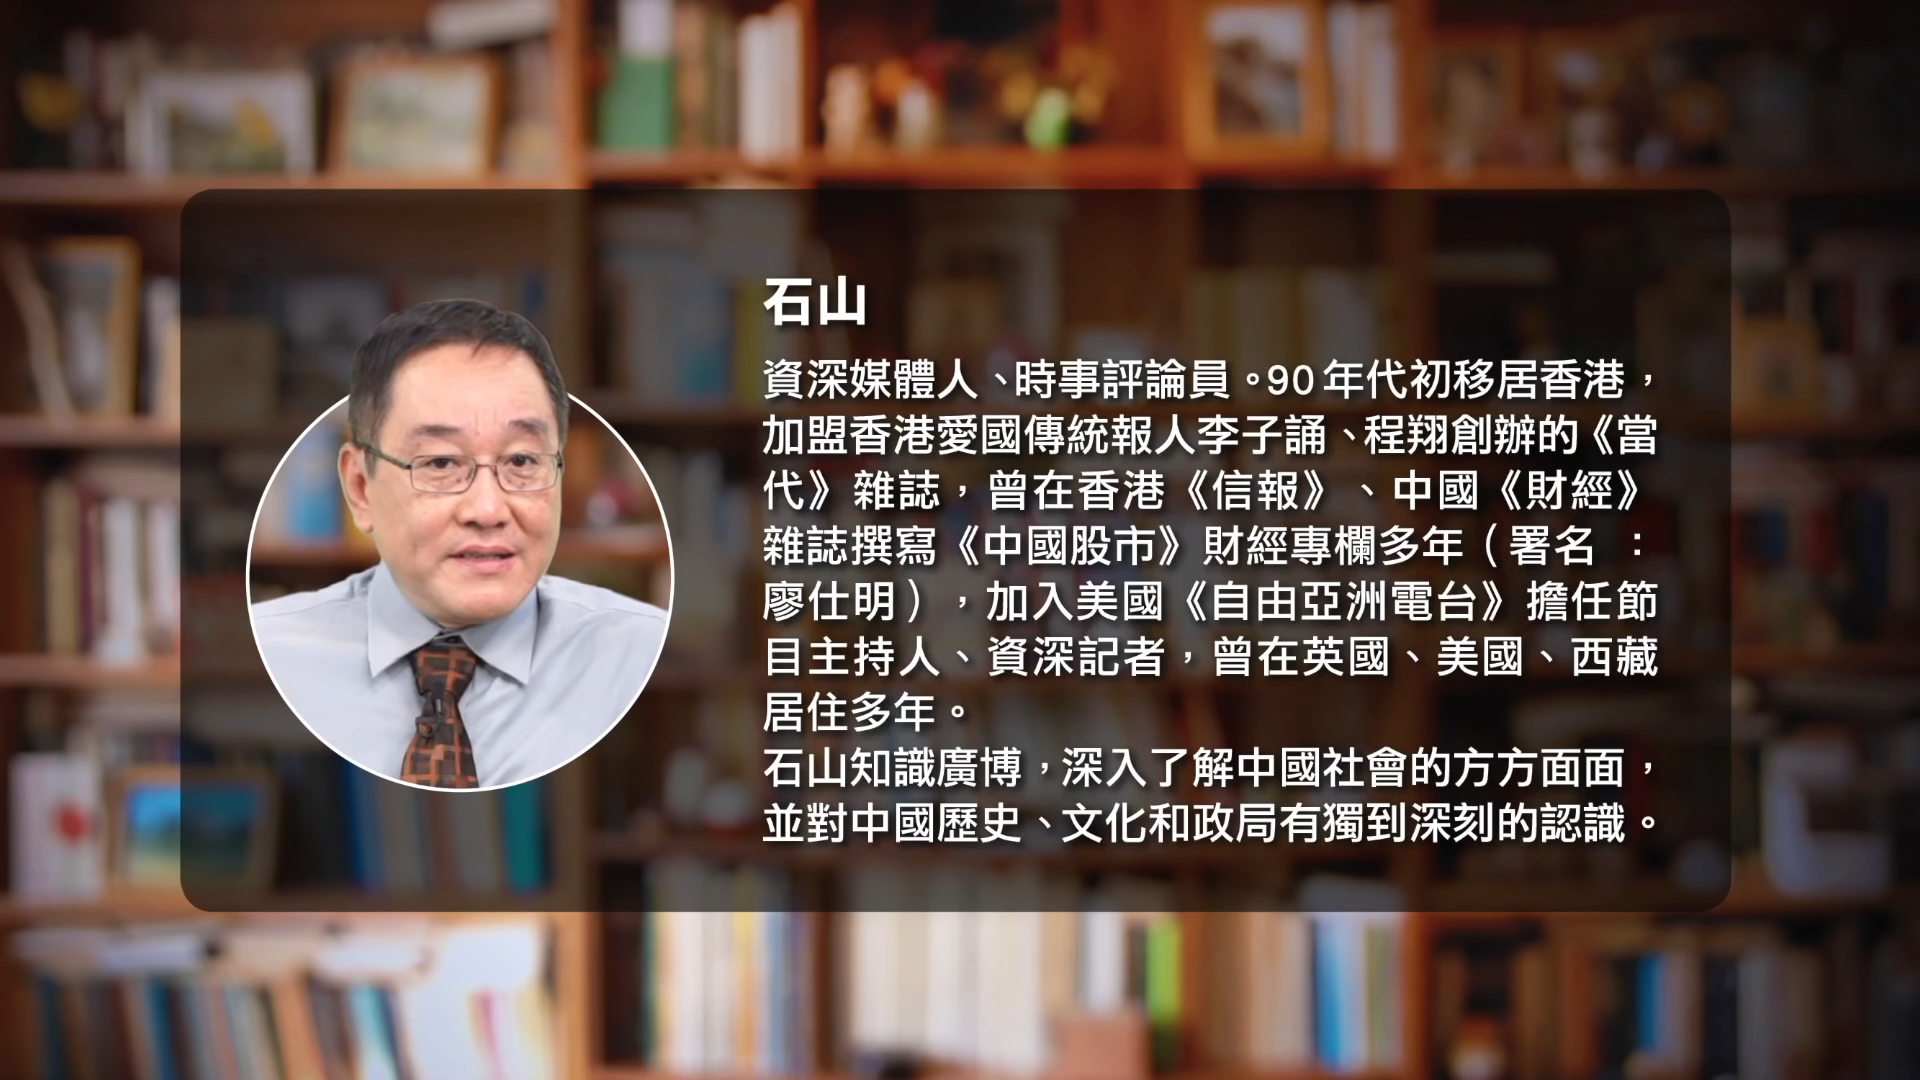 石山
資深媒體人、時事評論員。90年代初移居香港，
加盟香港愛國傳統報人李子誦、程翔創辦的《當
代》雜誌，曾在香港《信報》、中國《財經》
雜誌撰寫《中國股市》財經專欄多年（署名 ：
廖仕明），加入美國《自由亞洲電台》擔任節
目主持人、資深記者，曾在英國、美國、西藏
居住多年。
石山知識廣博，深入了解中國社會的方方面面，
並對中國歷史、文化和政局有獨到深刻的認識。